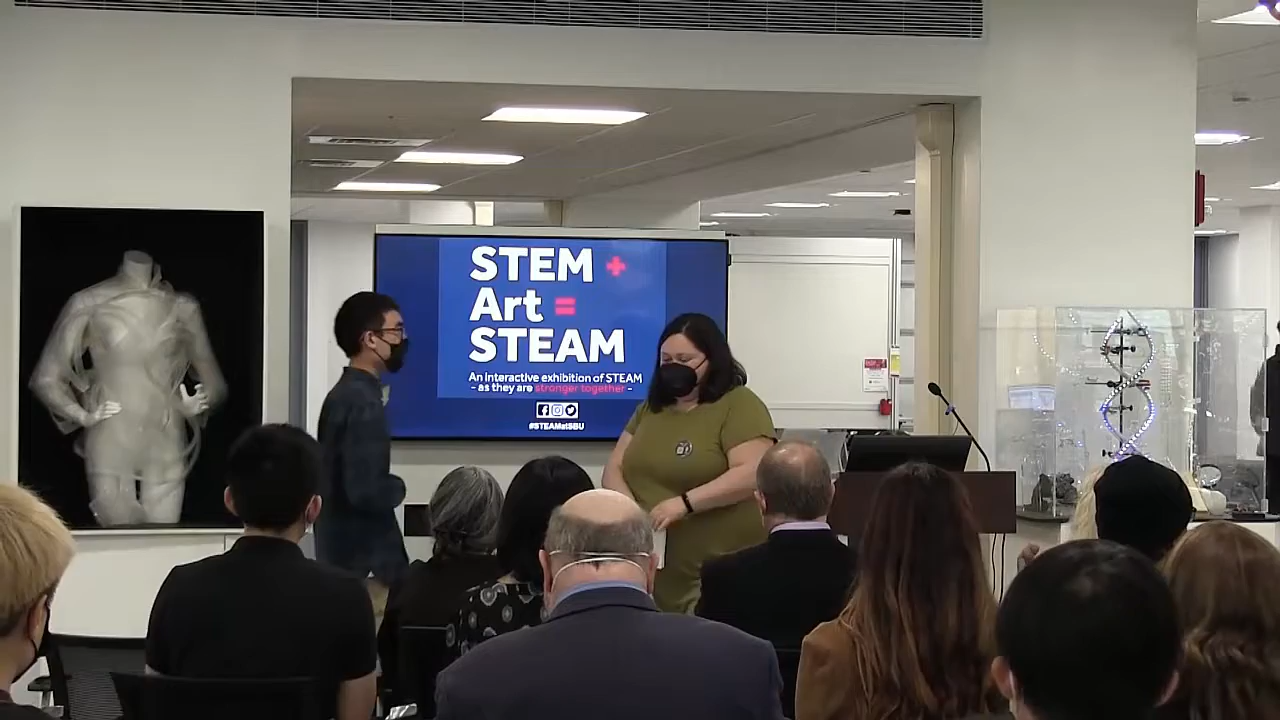 STEM +
Art =
STEAM
An interactive exhibition of STEAM
- as they are stronger together -
#STEAMatSBU